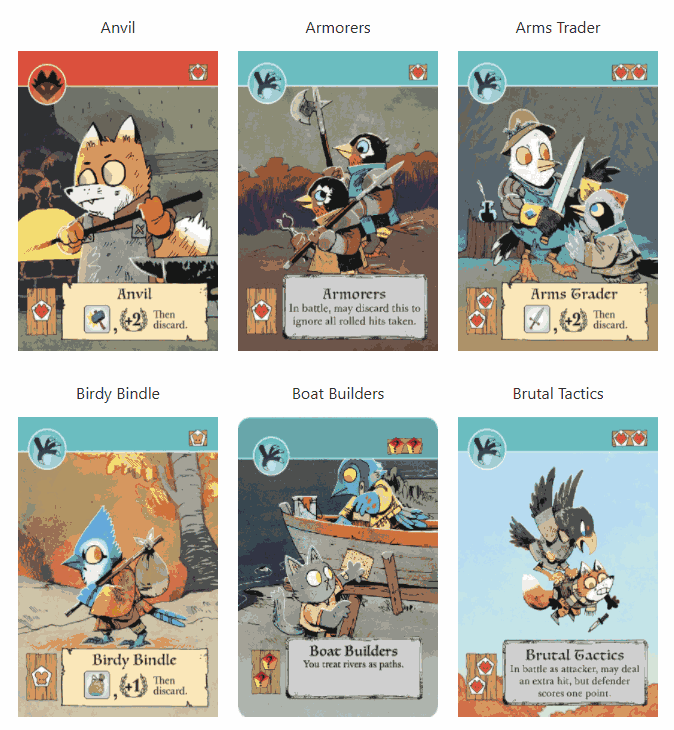 Anvil
Armorers
Arms Trader
Anvil
, +2 Then
discard.
Armorers
In battle, may discard this to
ignore all rolled hits taken.
Arms Trader
, +2 Then
discard.
Birdy Bindle
Boat Builders
Brutal Tactics
Birdy Bindle
, +1 Then
discard.
Boat Builders
You treat rivers as paths.
Brutal Tactics
In battle as attacker, may deal
an extra hit, but defender
scores one point.